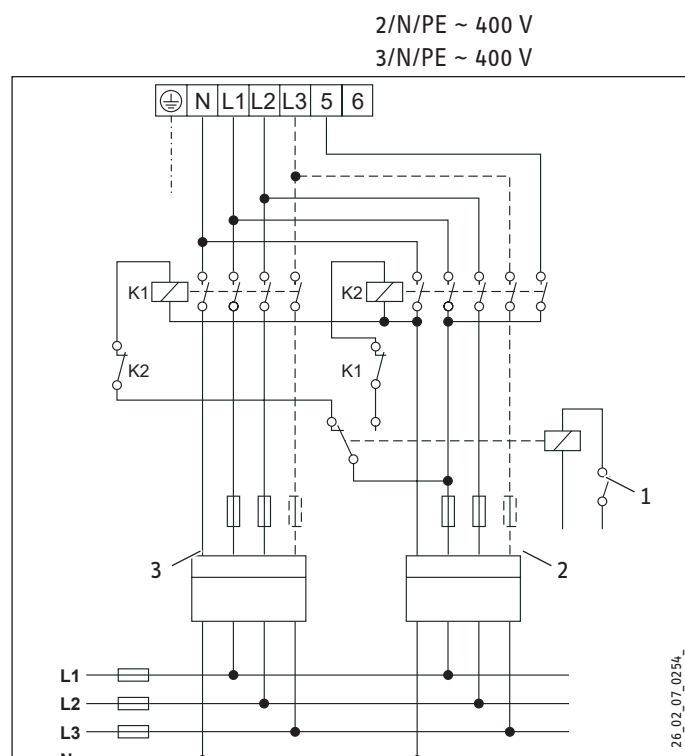 2/N/PE ~ 400 V
3/N/PE ~ 400 V
N L1 L2 L3 5 6
K1 K2
K2 K1
1
3 2
L1
L2
L3
N
26_02_07_0254_